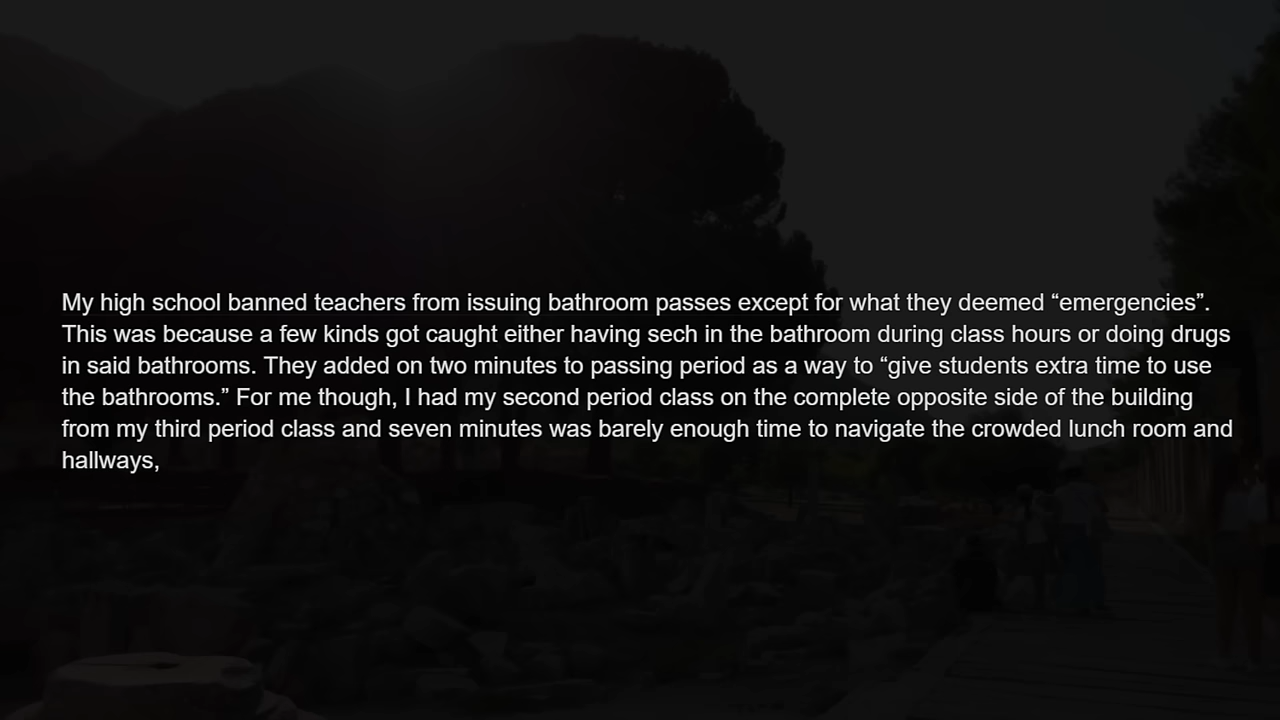 My high school banned teachers from issuing bathroom passes except for what they deemed “emergencies”.
This was because a few kinds got caught either having sech in the bathroom during class hours or doing drugs
in said bathrooms. They added on two minutes to passing period as a way to “give students extra time to use
the bathrooms.” For me though, I had my second period class on the complete opposite side of the building
from my third period class and seven minutes was barely enough time to navigate the crowded lunch room and
hallways,